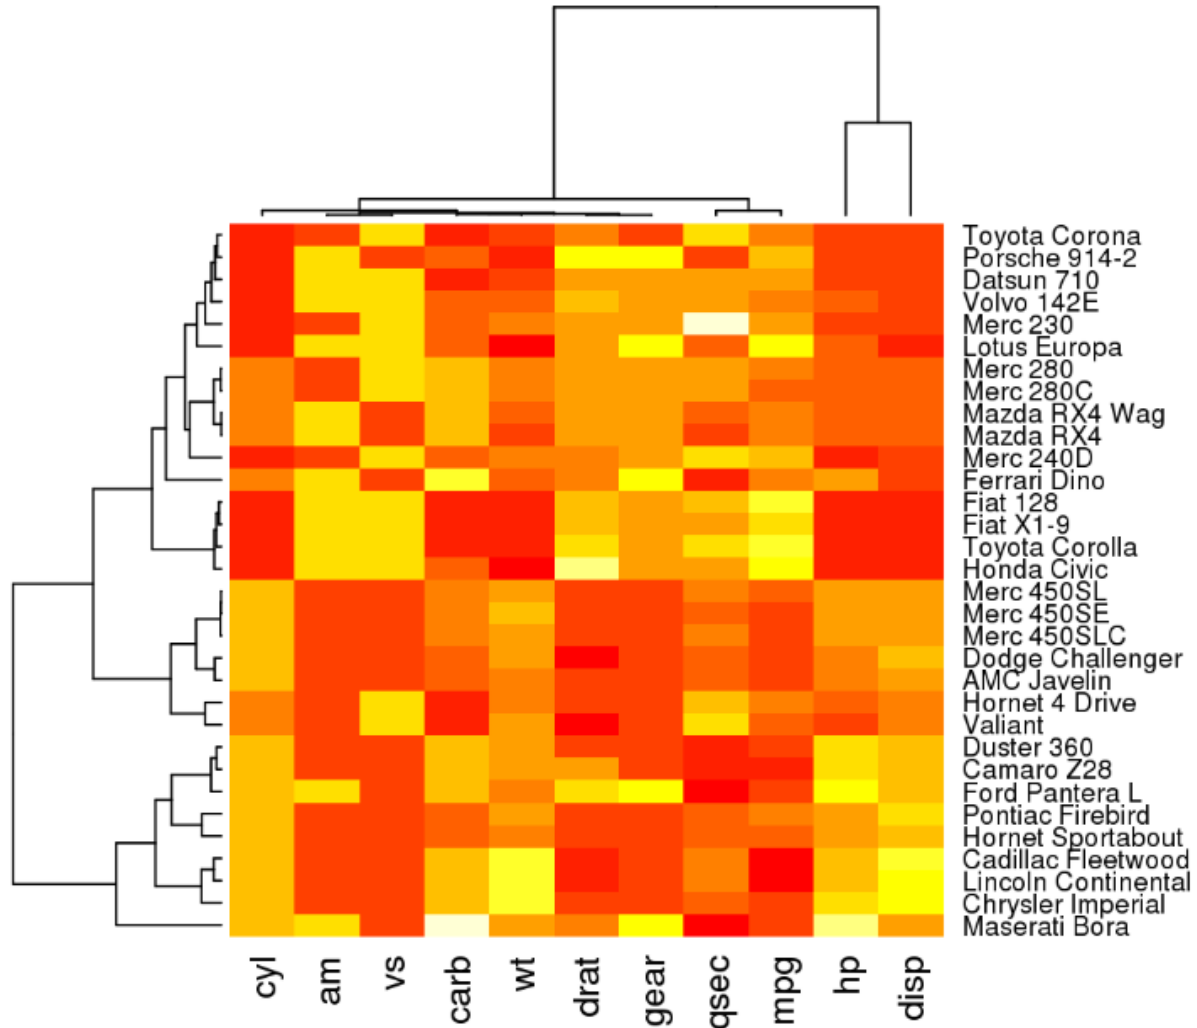 Toyota Corona
Porsche 914-2
Datsun 710
Volvo 142E
Merc 230
Lotus Europa
Merc 280
Merc 280C
Mazda RX4 Wag
Mazda RX4
Merc 240D
Ferrari Dino
Fiat 128
Fiat X1-9
Toyota Corolla
Honda Civic
Merc 450SL
Merc 450SE
Merc 450SLC
Dodge Challenger
AMC Javelin
Hornet 4 Drive
Valiant
Duster 360
Camaro Z28
Ford Pantera L
Pontiac Firebird
Hornet Sportabout
Cadillac Fleetwood
Lincoln Continental
Chrysler Imperial
Maserati Bora
cyl
am
vs
carb
wt
drat
gear
qsec
mpg
hp
disp